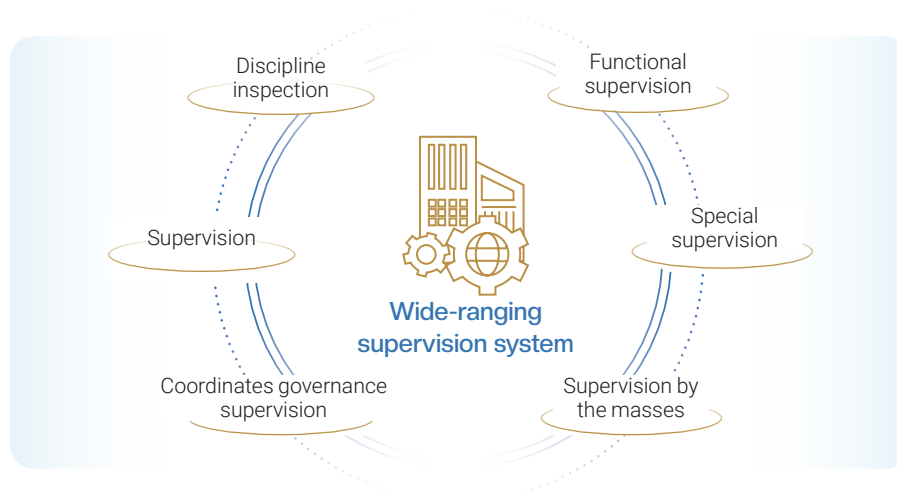 Discipline
inspection
Functional
supervision
Supervision
Special
supervision
Wide-ranging
supervision system
Coordinates governance
supervision
Supervision by
the masses